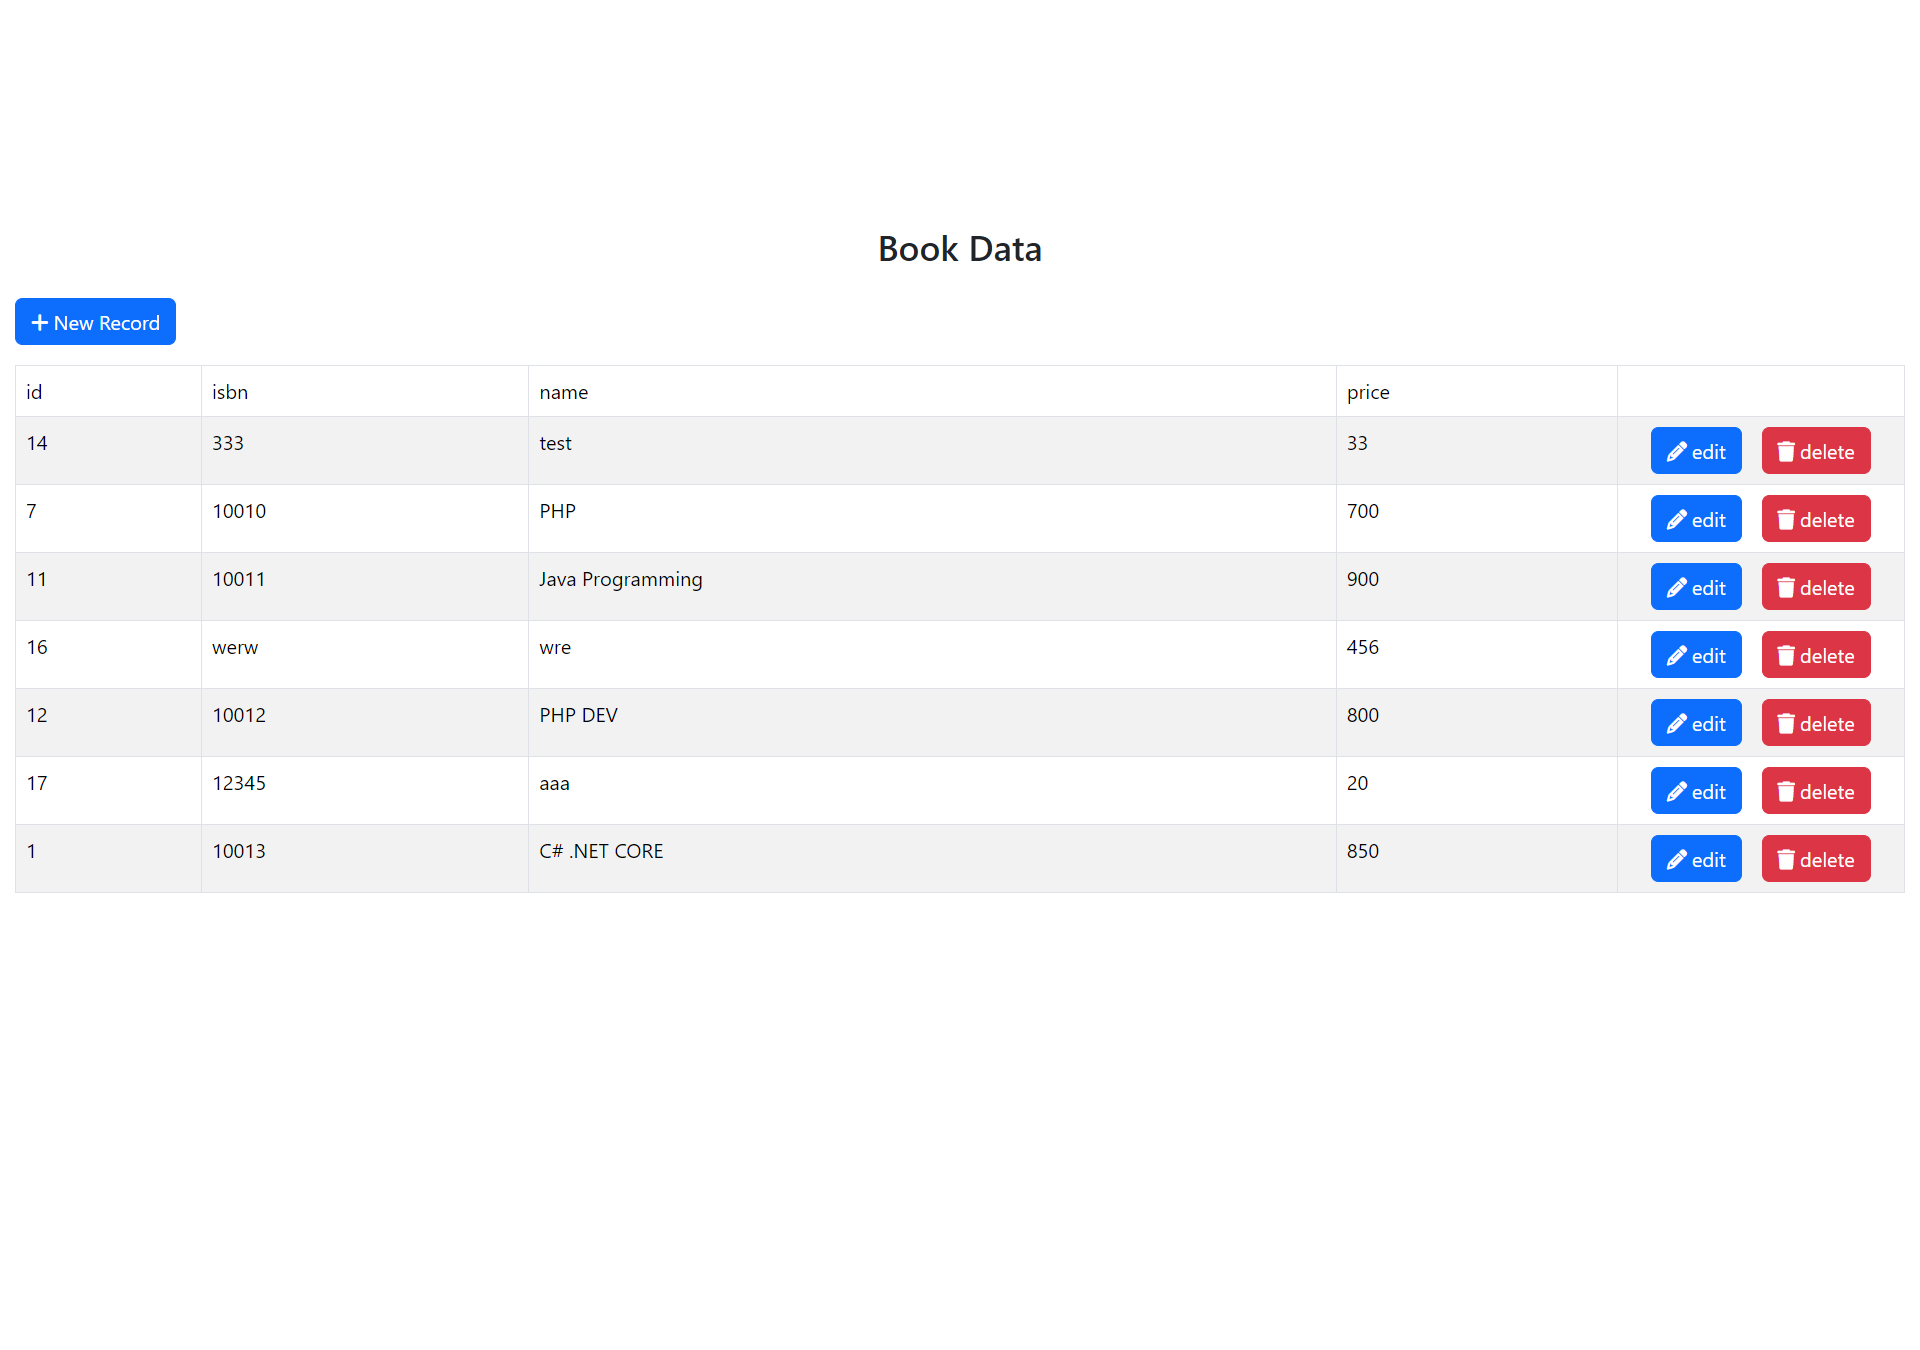 Book Data
New Record
id isbn name price
14 333 test 33 edit delete
7 10010 PHP 700 edit delete
11 10011 Java Programming 900 edit delete
16 werw wre 456 edit delete
12 10012 PHP DEV 800 edit delete
17 12345 aaa 20 edit delete
1 10013 C# .NET CORE 850 edit delete